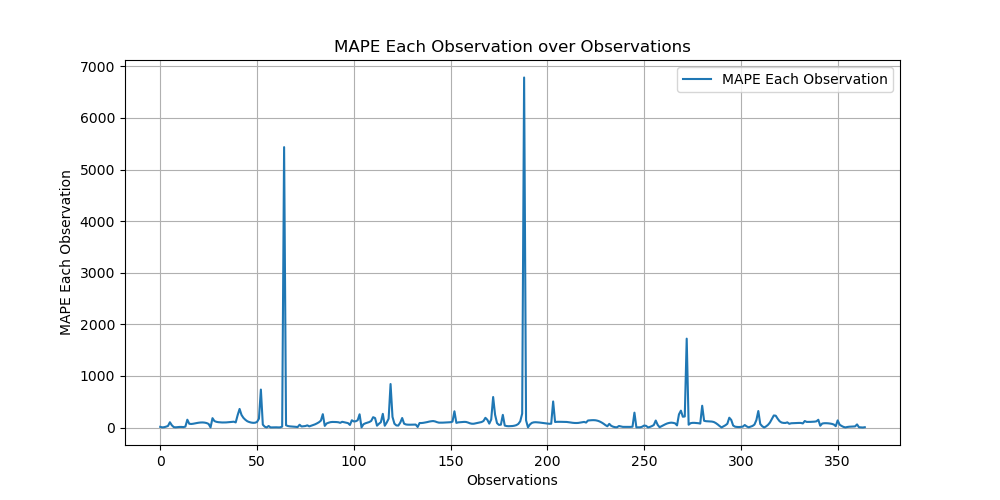 MAPE Each Observation over Observations
MAPE Each Observation
7000
6000
5000
4000
3000
2000
1000
0
MAPE Each Observation
0 50 100 150 200 250 300 350
Observations